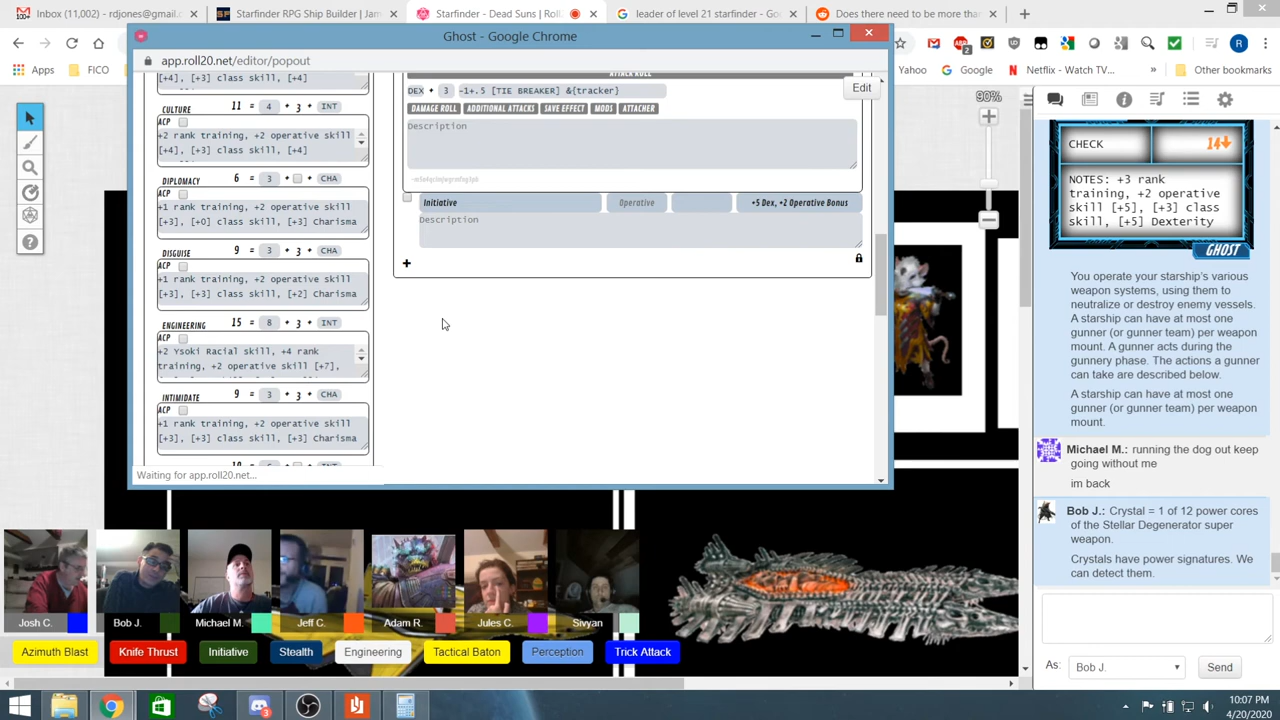 Inbox (11,002) - rdjones@gmail.
Starfinder RPG Ship Builder | Jam
Starfinder - Dead Suns | Roll
leader of level 21 starfinder - Go
Does there need to be more tha
Apps
FICO
Yahoo
Google
Netflix - Watch TV...
Other bookmarks
Ghost - Google Chrome
app.roll20.net/editor/popout
Edit
90%
[+4], [+3] class skill, [+4]
CULTURE 11 = 4 + 3 + INT
ACP
+2 rank training, +2 operative skill
[+4], [+3] class skill, [+4]
DIPLOMACY 6 = 3 + + CHA
ACP
+1 rank training, +2 operative skill
[+3], [+0] class skill, [+3] Charisma
DISGUISE 9 = 3 + 3 + CHA
ACP
+1 rank training, +2 operative skill
[+3], [+3] class skill, [+2] Charisma
ENGINEERING 15 = 8 + 3 + INT
ACP
+2 Ysoki Racial skill, +4 rank
training, +2 operative skill [+7],
INTIMIDATE 9 = 3 + 3 + CHA
ACP
+1 rank training, +2 operative skill
[+3], [+3] class skill, [+3] Charisma
ATTACK ROLL
DEX + 3 -1+.5 [TIE BREAKER] &{tracker}
DAMAGE ROLL ADDITIONAL ATTACKS SAVE EFFECT MODS ATTACHER
Description
Initiative Operative +5 Dex, +2 Operative Bonus
Description
+
Waiting for app.roll20.net...
CHECK 14
NOTES: +3 rank
training, +2 operative
skill [+5], [+3] class
skill, [+5] Dexterity
GHOST
You operate your starship's various
weapon systems, using them to
neutralize or destroy enemy vessels.
A starship can have at most one
gunner (or gunner team) per weapon
mount. A gunner acts during the
gunnery phase. The actions a gunner
can take are described below.
A starship can have at most one
gunner (or gunner team) per weapon
mount.
Michael M.: running the dog out keep
going without me
im back
Bob J.: Crystal = 1 of 12 power cores
of the Stellar Degenerator super
weapon.
Crystals have power signatures. We
can detect them.
As: Bob J. Send
Josh C.
Bob J.
Michael M.
Jeff C.
Adam R.
Jules C.
Sivyan
Azimuth Blast
Knife Thrust
Initiative
Stealth
Engineering
Tactical Baton
Perception
Trick Attack
10:07 PM
4/20/2020